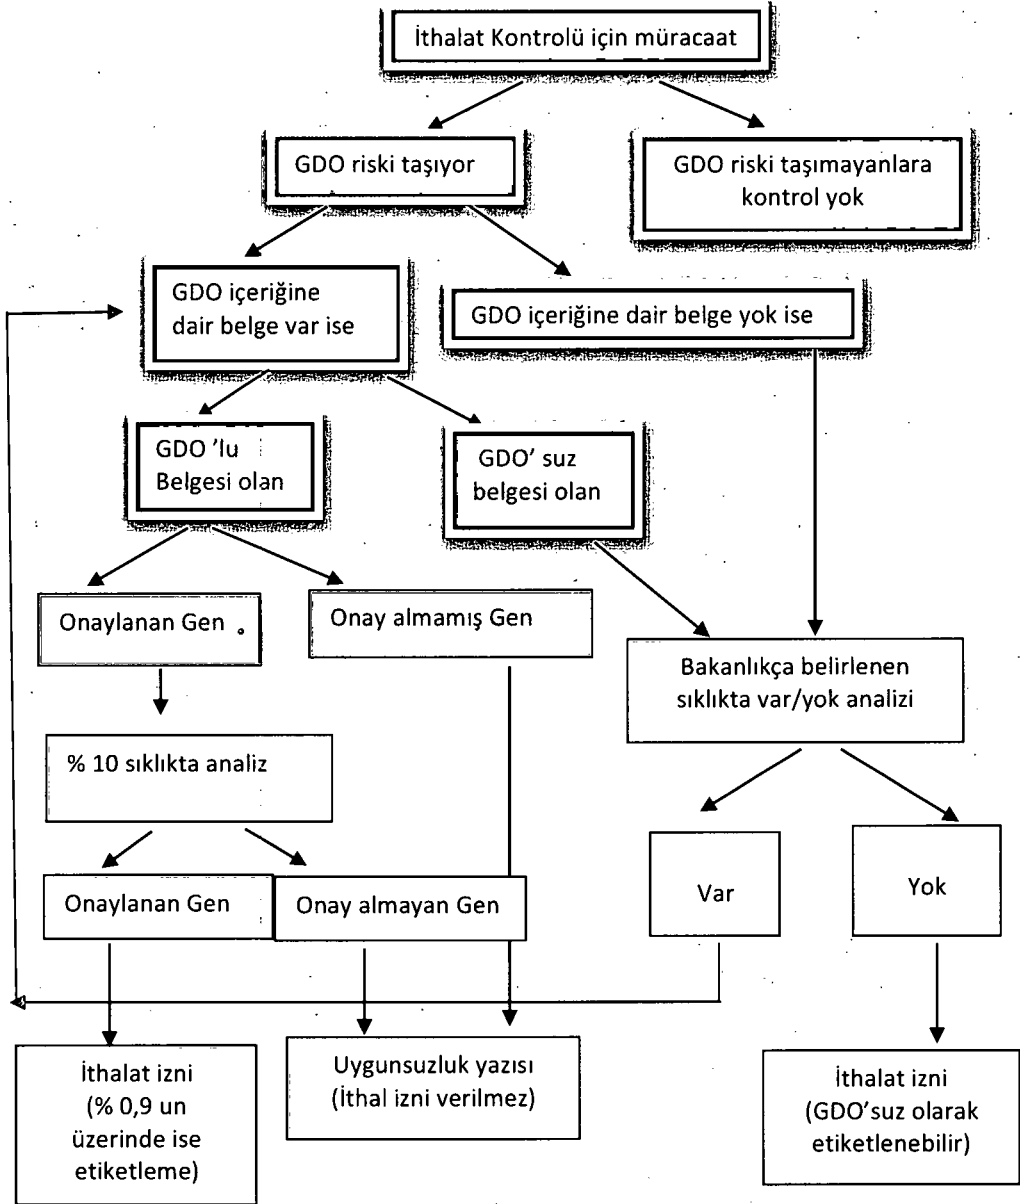 İthalat Kontrolü için müracaat
GDO riski taşıyor
GDO riski taşımayanlara
kontrol yok
GDO içeriğine
dair belge var ise
GDO içeriğine dair belge yok ise
GDO 'lu
Belgesi olan
GDO' suz
belgesi olan
Onaylanan Gen
Onay almamış Gen
Bakanlıkça belirlenen
sıklıkta var/yok analizi
% 10 sıklıkta analiz
Var
Yok
Onaylanan Gen
Onay almayan Gen
İthalat izni
(% 0,9 un
üzerinde ise
etiketleme)
Uygunsuzluk yazısı
(İthal izni verilmez)
İthalat izni
(GDO'suz olarak
etiketlenebilir)